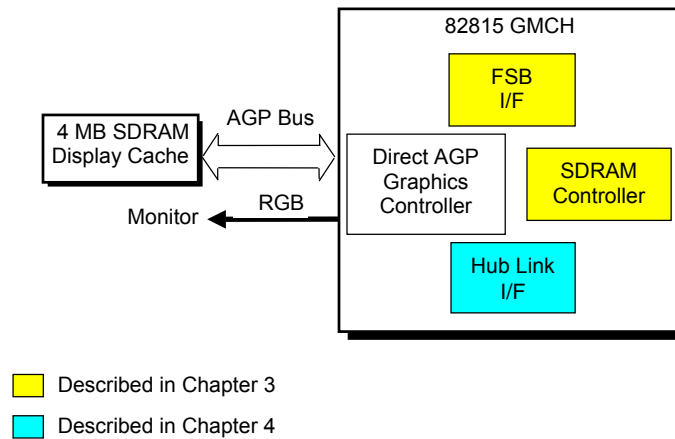 82815 GMCH
FSB
I/F
AGP Bus
4 MB SDRAM
Display Cache
Direct AGP
Graphics
Controller
SDRAM
Controller
RGB
Monitor
Hub Link
I/F
Described in Chapter 3
Described in Chapter 4